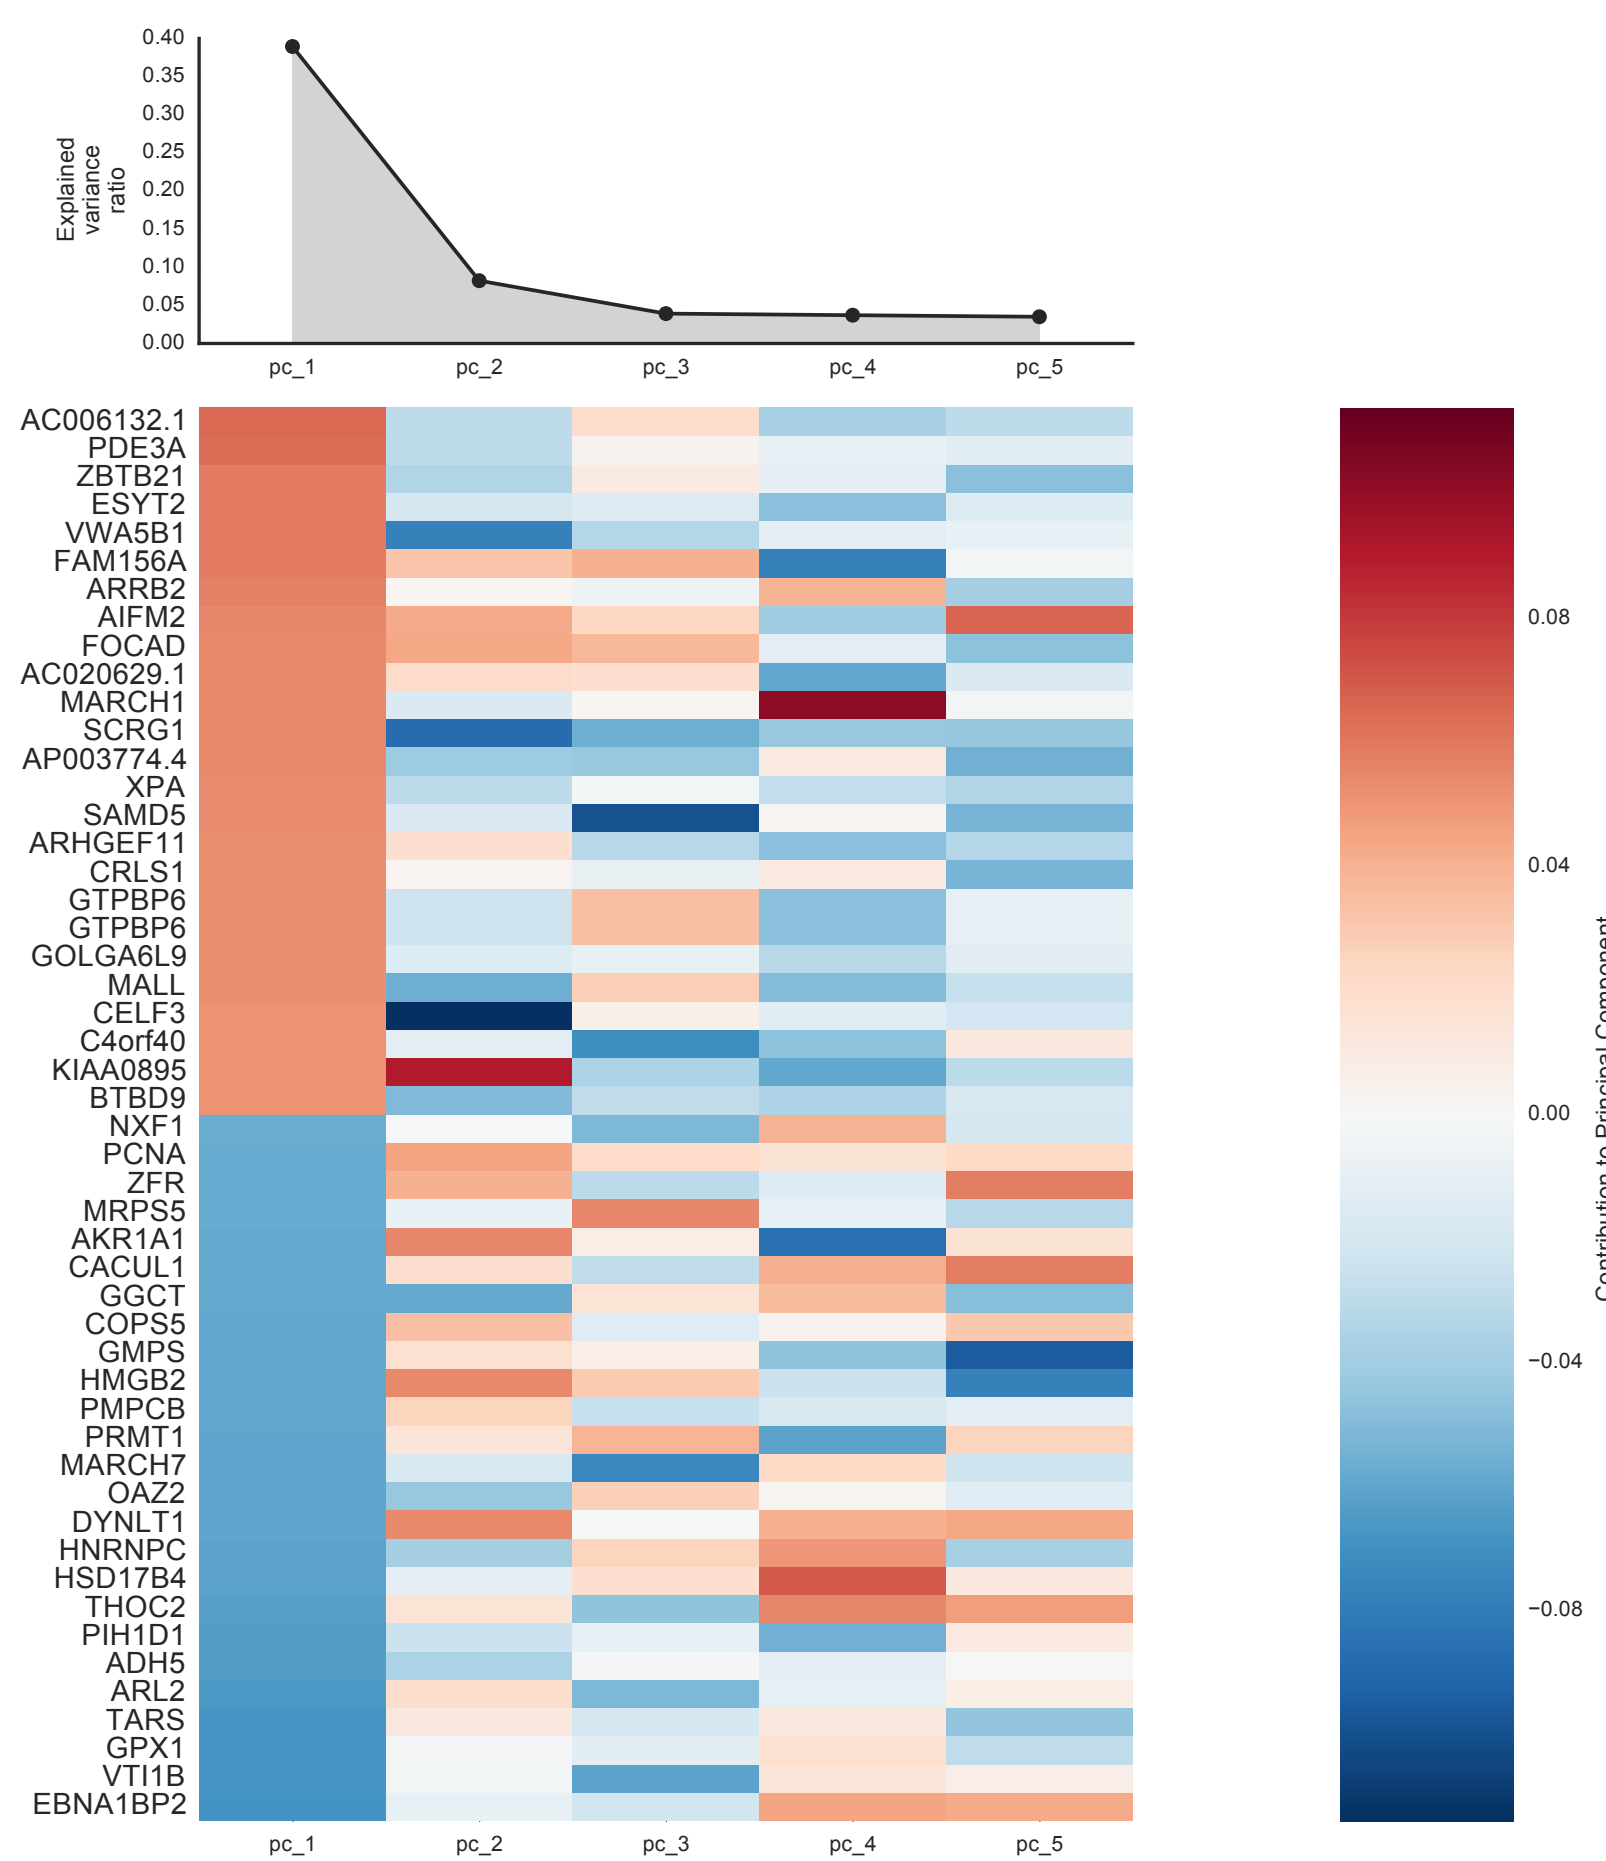 0.40
0.35
0.30
0.25
0.20
0.15
0.10
0.05
0.00
Explained
variance
ratio
pc_1 pc_2 pc_3 pc_4 pc_5
AC006132.1
PDE3A
ZBTB21
ESYT2
VWA5B1
FAM156A
ARRB2
AIFM2
FOCAD
AC020629.1
MARCH1
SCRG1
AP003774.4
XPA
SAMD5
ARHGEF11
CRLS1
GTPBP6
GTPBP6
GOLGA6L9
MALL
CELF3
C4orf40
KIAA0895
BTBD9
NXF1
PCNA
ZFR
MRPS5
AKR1A1
CACUL1
GGCT
COPS5
GMPS
HMGB2
PMPCB
PRMT1
MARCH7
OAZ2
DYNLT1
HNRNPC
HSD17B4
THOC2
PIH1D1
ADH5
ARL2
TARS
GPX1
VTI1B
EBNA1BP2
pc_1 pc_2 pc_3 pc_4 pc_5
0.08
0.04
0.00
−0.04
−0.08
Contribution to Principal Component